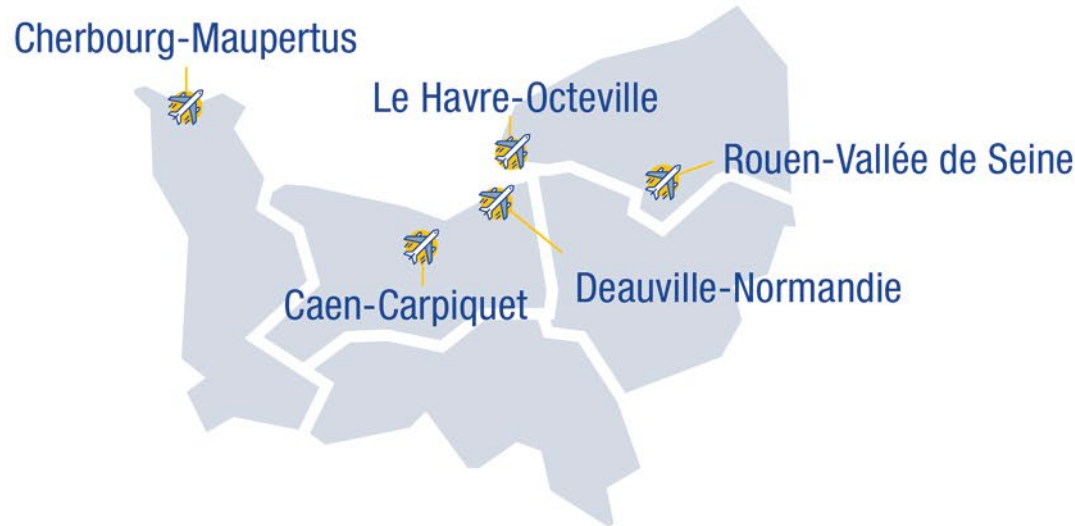 Cherbourg-Maupertus
Le Havre-Octeville
Rouen-Vallée de Seine
Deauville-Normandie
Caen-Carpiquet